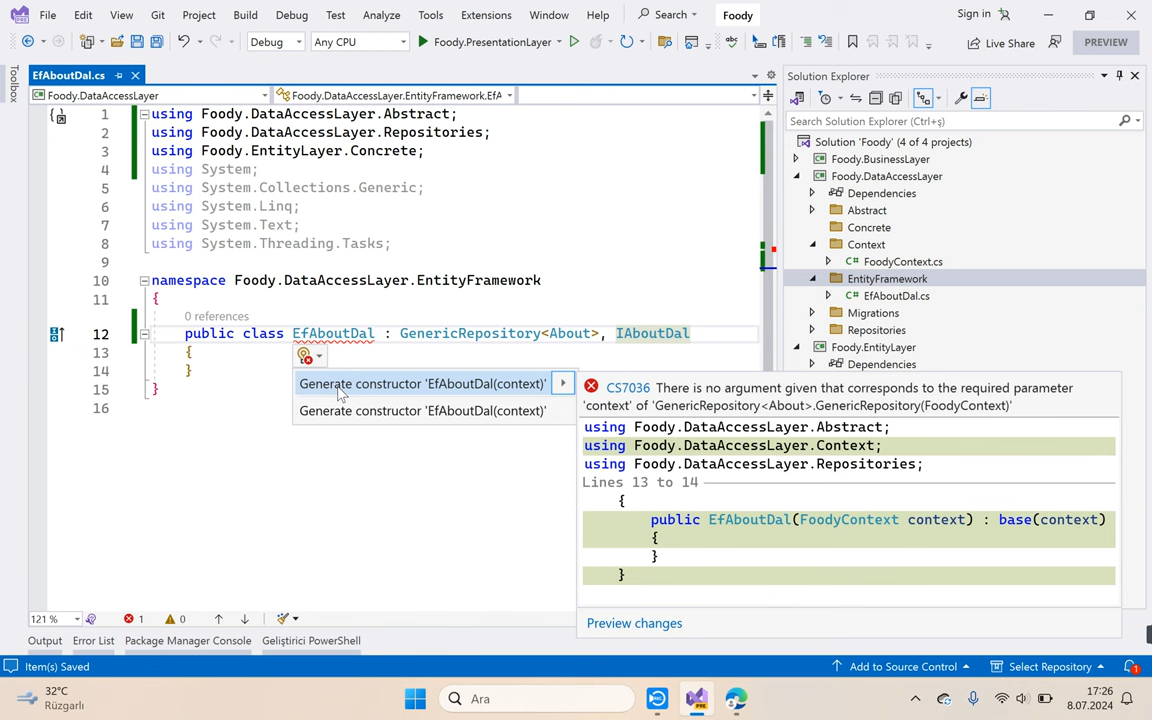 File Edit View Git Project Build Debug Test Analyze Tools Extensions Window Help Search Foody Sign in
Debug Any CPU Foody.PresentationLayer Live Share PREVIEW
Toolbox
EfAboutDal.cs
Foody.DataAccessLayer Foody.DataAccessLayer.EntityFramework.EfA
1 using Foody.DataAccessLayer.Abstract;
2 using Foody.DataAccessLayer.Repositories;
3 using Foody.EntityLayer.Concrete;
4 using System;
5 using System.Collections.Generic;
6 using System.Linq;
7 using System.Text;
8 using System.Threading.Tasks;
9
10 namespace Foody.DataAccessLayer.EntityFramework
11 {
0 references
12 public class EfAboutDal : GenericRepository<About>, IAboutDal
13 {
14 }
15 }
16
Generate constructor 'EfAboutDal(context)'
Generate constructor 'EfAboutDal(context)'
CS7036 There is no argument given that corresponds to the required parameter
'context' of 'GenericRepository<About>.GenericRepository(FoodyContext)'
using Foody.DataAccessLayer.Abstract;
using Foody.DataAccessLayer.Context;
using Foody.DataAccessLayer.Repositories;
Lines 13 to 14
{
public EfAboutDal(FoodyContext context) : base(context)
{
}
}
Preview changes
Solution Explorer
Search Solution Explorer (Ctrl+ş)
Solution 'Foody' (4 of 4 projects)
Foody.BusinessLayer
Foody.DataAccessLayer
Dependencies
Abstract
Concrete
Context
C# FoodyContext.cs
EntityFramework
C# EfAboutDal.cs
Migrations
Repositories
Foody.EntityLayer
Dependencies
121 % 1 0
Output Error List Package Manager Console Geliştirici PowerShell
Item(s) Saved Add to Source Control Select Repository 1
32°C
Rüzgarlı
Ara
17:26
8.07.2024